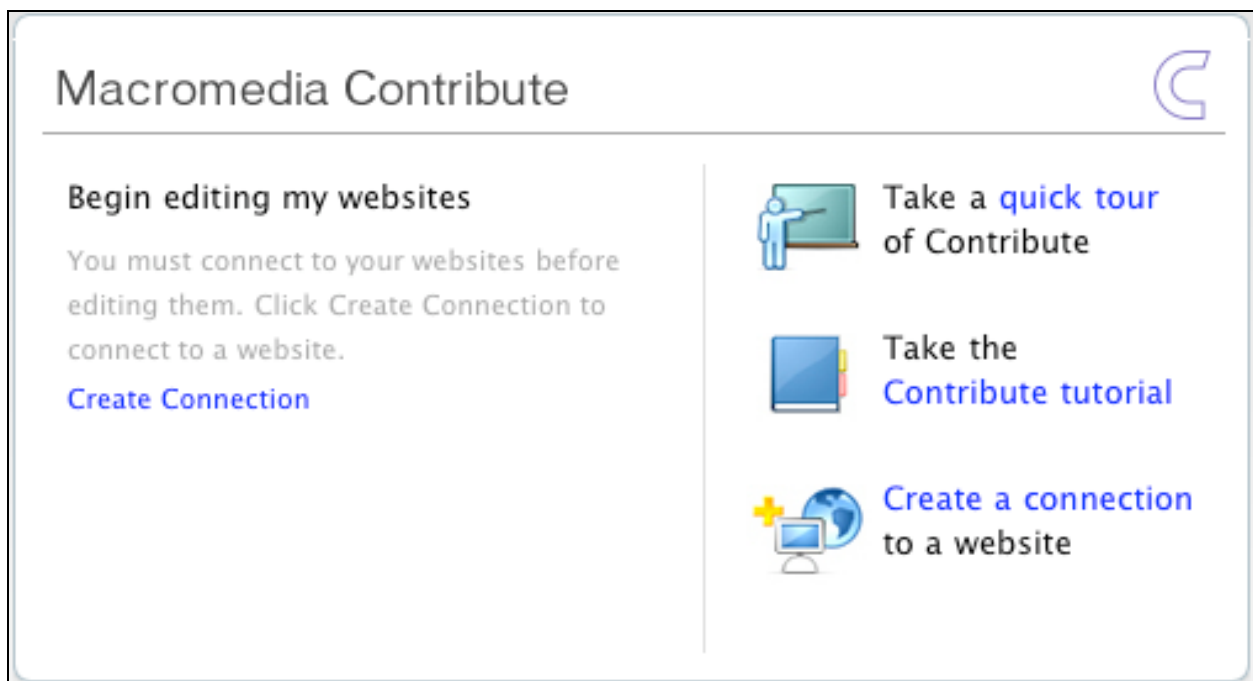 Macromedia Contribute
Begin editing my websites
You must connect to your websites before
editing them. Click Create Connection to
connect to a website.
Create Connection
Take a quick tour
of Contribute
Take the
Contribute tutorial
Create a connection
to a website